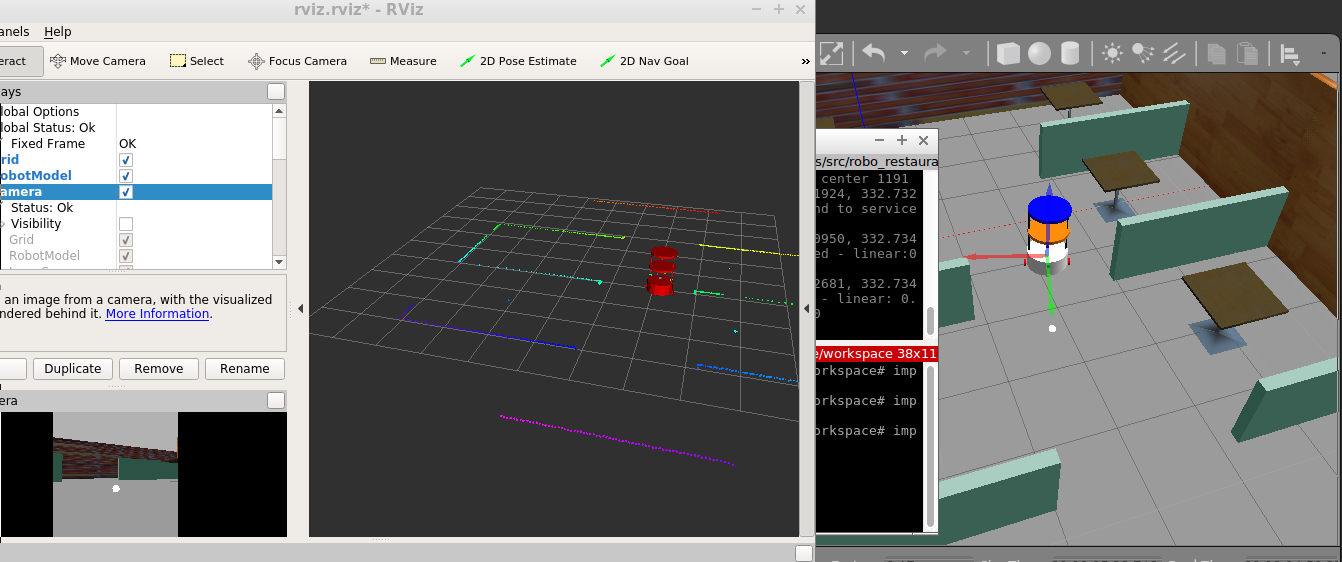 rviz.rviz* - RViz
anels Help
eract Move Camera Select Focus Camera Measure 2D Pose Estimate 2D Nav Goal »
ays
lobal Options
lobal Status: Ok
Fixed Frame OK
rid
obotModel
amera
Status: Ok
Visibility
Grid
RobotModel
an image from a camera, with the visualized
ndered behind it. More Information.
Duplicate Remove Rename
era
s/src/robo_restaura
center 1191
1924, 332.732
nd to service
9950, 332.734
ed - linear:0
2681, 332.734
- linear: 0.
0
e/workspace 38x11
orkspace# imp
orkspace# imp
orkspace# imp